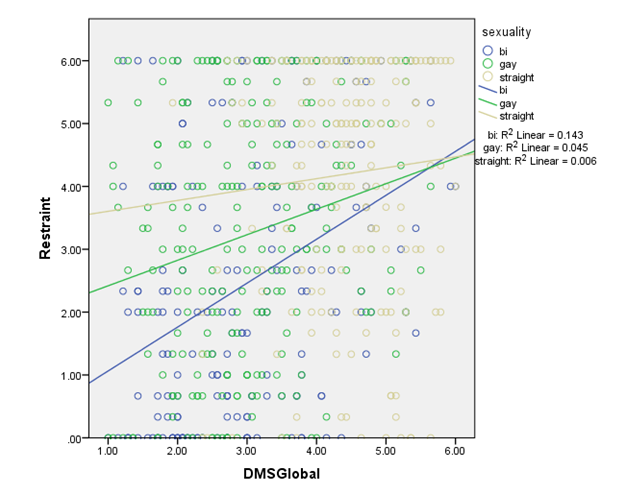 sexuality
bi
gay
straight
bi
gay
straight
bi: R² Linear = 0.143
gay: R² Linear = 0.045
straight: R² Linear = 0.006
Restraint
6.00
5.00
4.00
3.00
2.00
1.00
.00
1.00 2.00 3.00 4.00 5.00 6.00
DMSGlobal